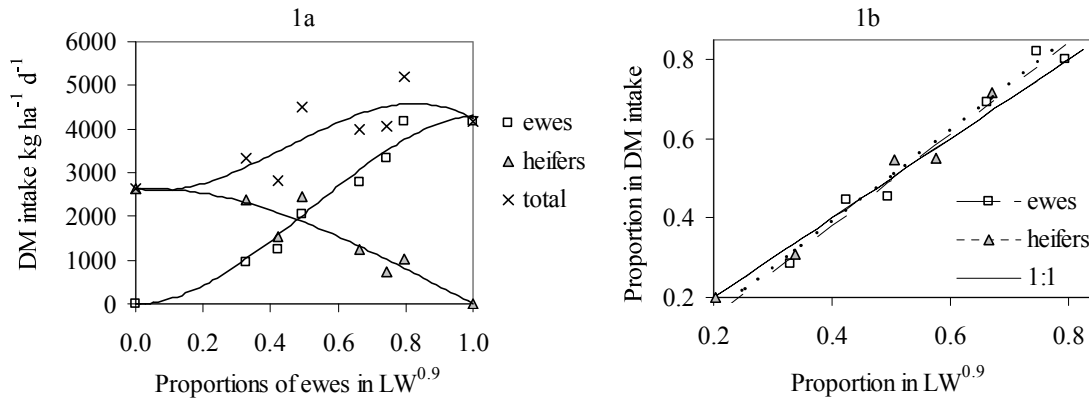 1a
6000
5000
4000
3000
2000
1000
0
0.0 0.2 0.4 0.6 0.8 1.0
DM intake kg ha-1 d-1
Proportions of ewes in LW0.9
ewes
heifers
total
1b
0.8
0.6
0.4
0.2
0.2 0.4 0.6 0.8
Proportion in DM intake
Proportion in LW0.9
ewes
heifers
1:1